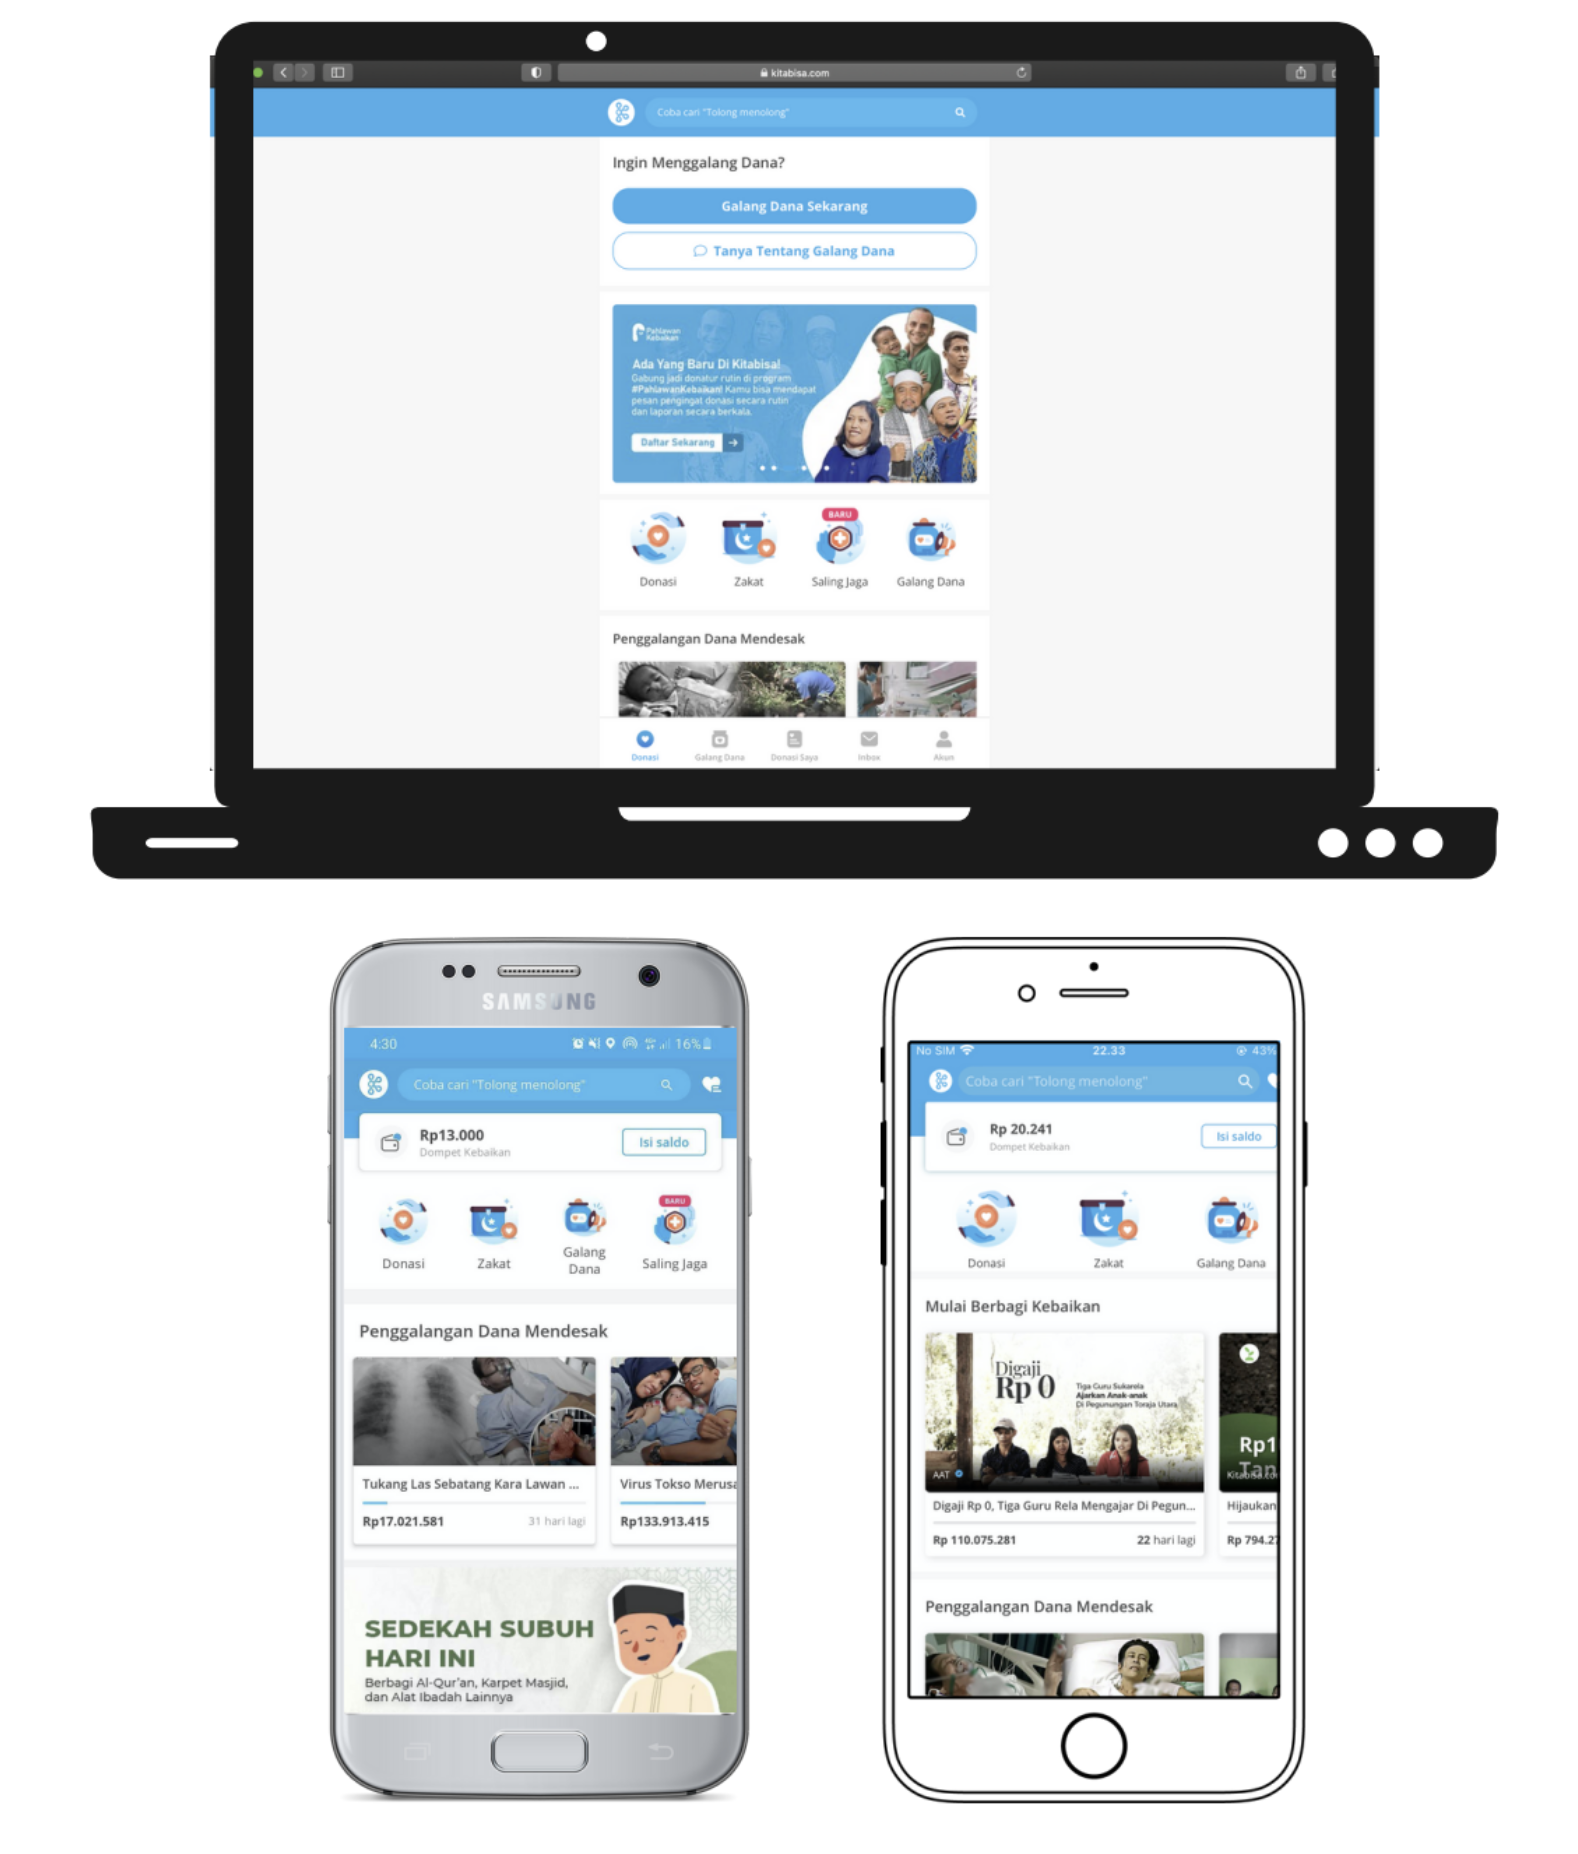 kitabisa.com
Coba cari "Tolong menolong"
Ingin Menggalang Dana?
Galang Dana Sekarang
Tanya Tentang Galang Dana
Pahlawan
Kebaikan
Ada Yang Baru Di Kitabisa!
Gabung jadi donatur rutin di program
#PahlawanKebaikan! Kamu bisa mendapat
pesan pengingat donasi secara rutin
dan laporan secara berkala.
Daftar Sekarang
BARU
Donasi Zakat Saling Jaga Galang Dana
Penggalangan Dana Mendesak
Donasi Galang Dana Donasi Saya Inbox Akun
SAMSUNG
4:30 16%
Coba cari "Tolong menolong"
Rp13.000
Dompet Kebaikan
Isi saldo
BARU
Donasi Zakat Galang Dana Saling Jaga
Penggalangan Dana Mendesak
Tukang Las Sebatang Kara Lawan ...
Rp17.021.581 31 hari lagi
Virus Tokso Merusa
Rp133.913.415
SEDEKAH SUBUH
HARI INI
Berbagi Al-Qur'an, Karpet Masjid,
dan Alat Ibadah Lainnya
No SIM 22.33 43%
Coba cari "Tolong menolong"
Rp 20.241
Dompet Kebaikan
Isi saldo
Donasi Zakat Galang Dana
Mulai Berbagi Kebaikan
Digaji
Rp 0
Tiga Guru Sukarela
Ajarkan Anak-anak
Di Pegunungan Toraja Utara
AAT
Digaji Rp 0, Tiga Guru Rela Mengajar Di Pegun...
Rp 110.075.281 22 hari lagi
Rp1
Tan
Kitabisa.co
Hijaukan
Rp 794.27
Penggalangan Dana Mendesak